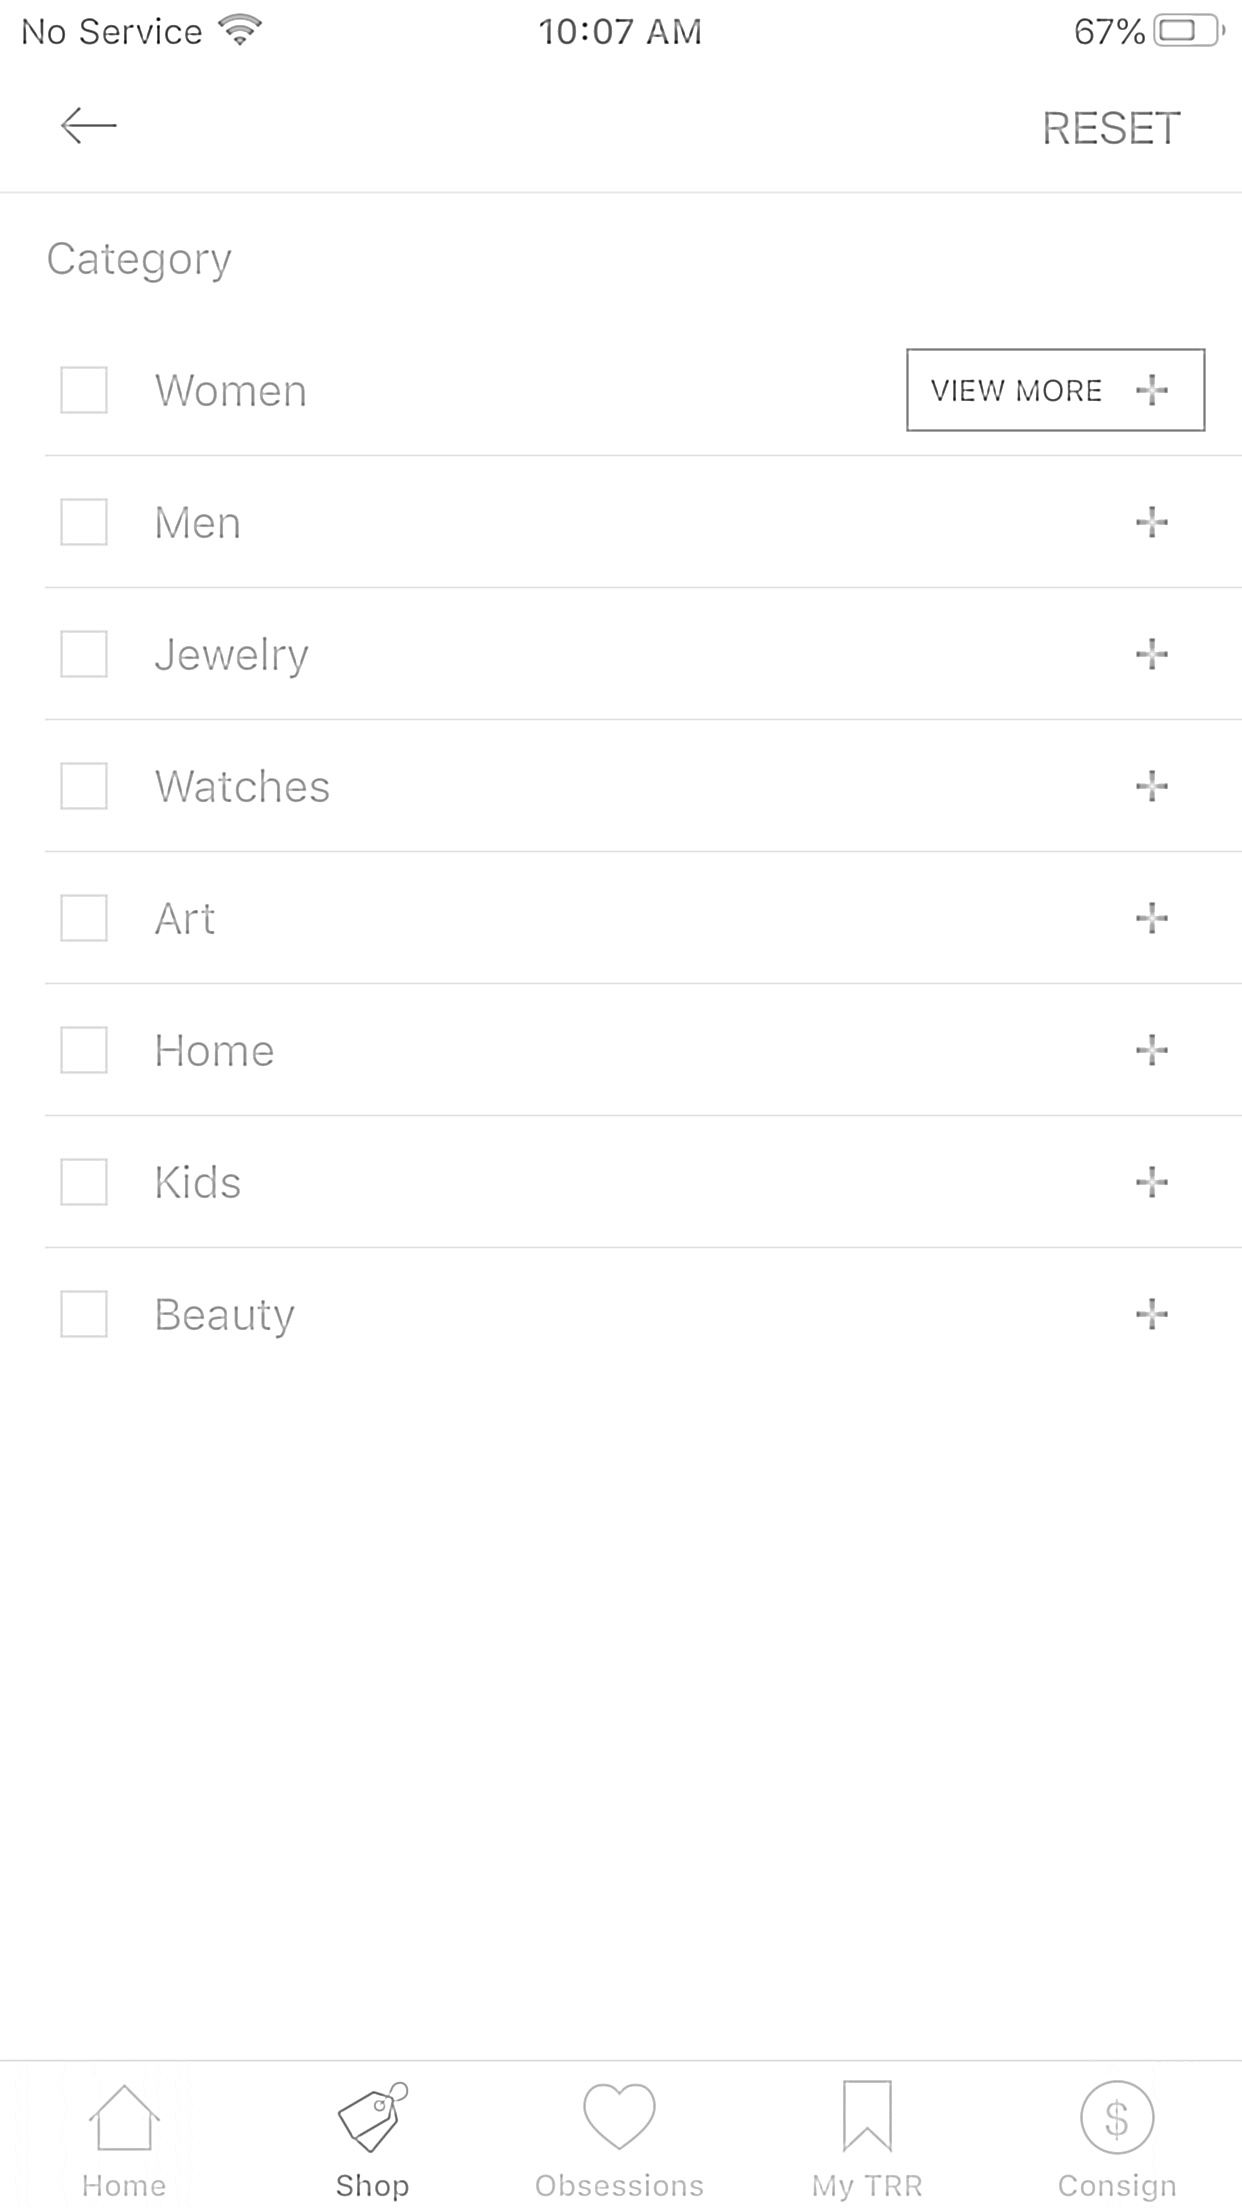 No Service 10:07 AM 67%
RESET
Category
Women VIEW MORE +
Men +
Jewelry +
Watches +
Art +
Home +
Kids +
Beauty +
Home Shop Obsessions My TRR Consign